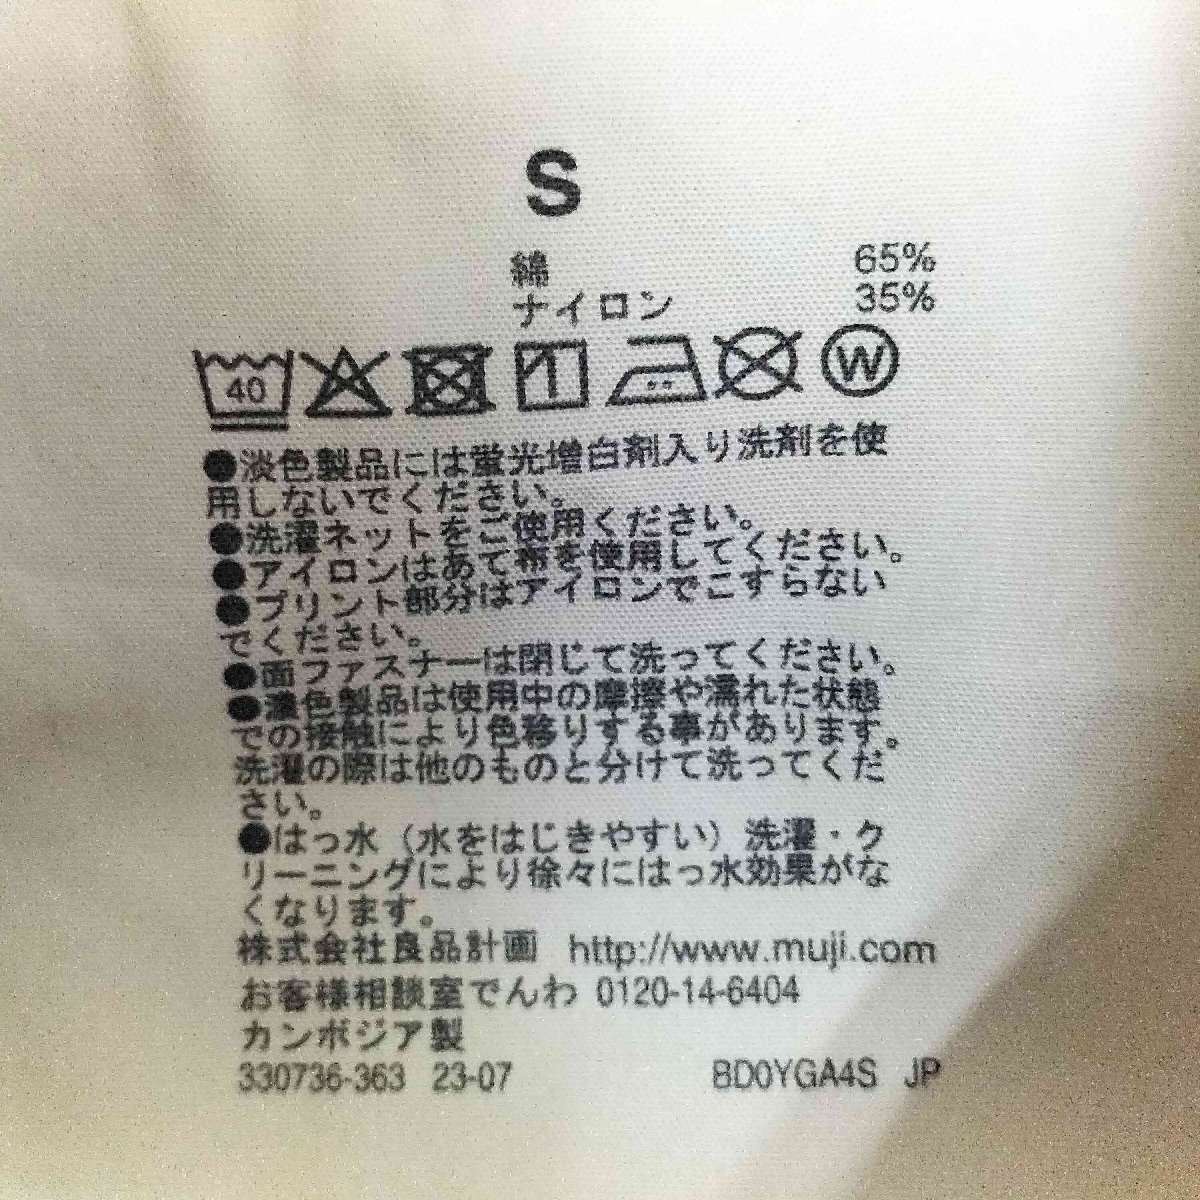 S
綿 65%
ナイロン 35%
40 W
●淡色製品には蛍光増白剤入り洗剤を使
用しないでください。
●洗濯ネットをご使用ください。
●アイロンはあて布を使用してください。
●プリント部分はアイロンでこすらない
でください。
●面ファスナーは閉じて洗ってください。
●濃色製品は使用中の摩擦や濡れた状態
での接触により色移りする事があります。
洗濯の際は他のものと分けて洗ってくだ
さい。
●はっ水（水をはじきやすい）洗濯・ク
リーニングにより徐々にはっ水効果がな
くなります。
株式会社良品計画 http://www.muji.com
お客様相談室でんわ 0120-14-6404
カンボジア製
330736-363 23-07 BD0YGA4S JP